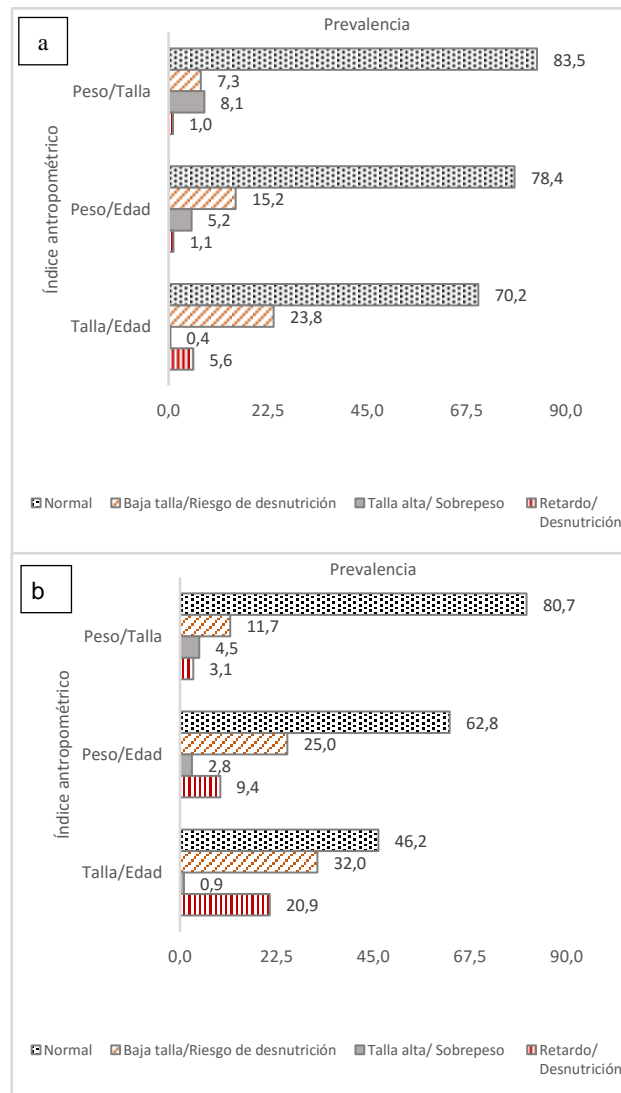 a
Prevalencia
Índice antropométrico
Peso/Talla
83,5
7,3
8,1
1,0
Peso/Edad
78,4
15,2
5,2
1,1
Talla/Edad
70,2
23,8
0,4
5,6
0,0 22,5 45,0 67,5 90,0
Normal Baja talla/Riesgo de desnutrición Talla alta/ Sobrepeso Retardo/
Desnutrición
b
Prevalencia
Índice antropométrico
Peso/Talla
80,7
11,7
4,5
3,1
Peso/Edad
62,8
25,0
2,8
9,4
Talla/Edad
46,2
32,0
0,9
20,9
0,0 22,5 45,0 67,5 90,0
Normal Baja talla/Riesgo de desnutrición Talla alta/ Sobrepeso Retardo/
Desnutrición